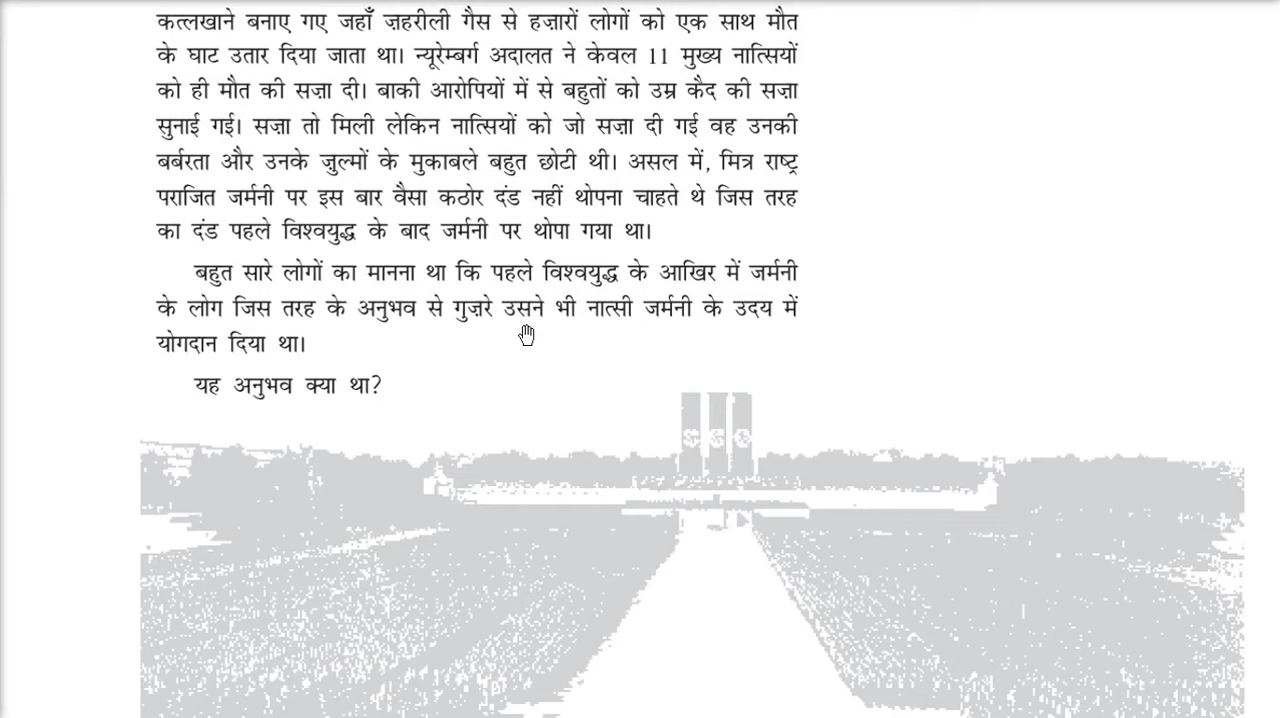 कत्लखाने बनाए गए जहाँ ज़हरीली गैस से हज़ारों लोगों को एक साथ मौत
के घाट उतार दिया जाता था। न्यूरेम्बर्ग अदालत ने केवल 11 मुख्य नात्सियों
को ही मौत की सज़ा दी। बाकी आरोपियों में से बहुतों को उम्र कैद की सज़ा
सुनाई गई। सज़ा तो मिली लेकिन नात्सियों को जो सज़ा दी गई वह उनकी
बर्बरता और उनके ज़ुल्मों के मुकाबले बहुत छोटी थी। असल में, मित्र राष्ट्र
पराजित जर्मनी पर इस बार वैसा कठोर दंड नहीं थोपना चाहते थे जिस तरह
का दंड पहले विश्वयुद्ध के बाद जर्मनी पर थोपा गया था।
बहुत सारे लोगों का मानना था कि पहले विश्वयुद्ध के आखिर में जर्मनी
के लोग जिस तरह के अनुभव से गुज़रे उसने भी नात्सी जर्मनी के उदय में
योगदान दिया था।
यह अनुभव क्या था?